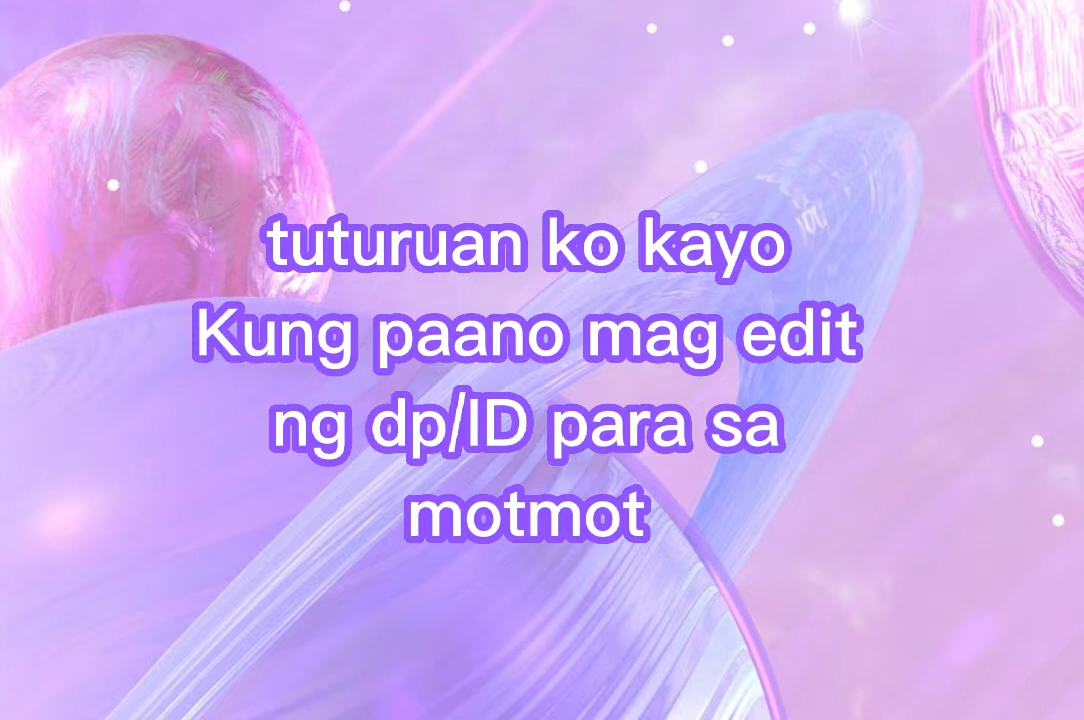 tuturuan ko kayo
Kung paano mag edit
ng dp/ID para sa
motmot